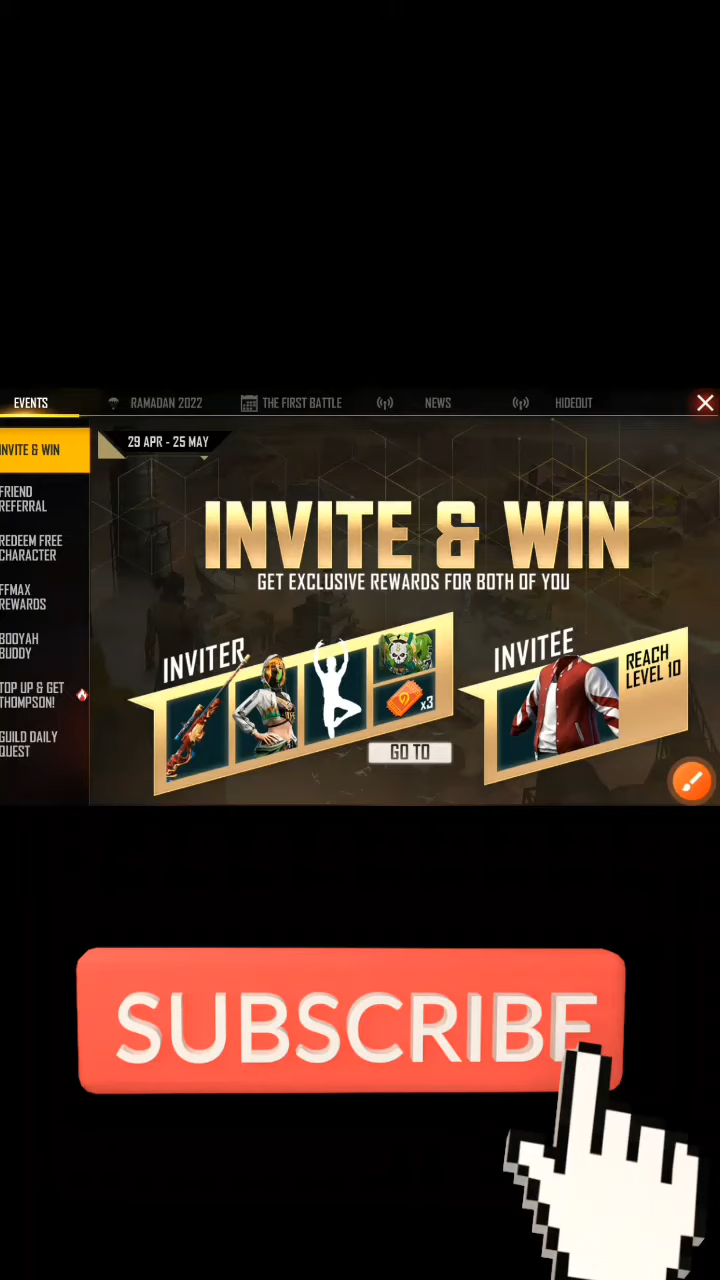 EVENTS
RAMADAN 2022
THE FIRST BATTLE
NEWS
HIDEOUT
INVITE & WIN
29 APR - 25 MAY
FRIEND
REFERRAL
REDEEM FREE
CHARACTER
FFMAX
REWARDS
BOOYAH
BUDDY
TOP UP & GET
THOMPSON!
GUILD DAILY
QUEST
INVITE & WIN
GET EXCLUSIVE REWARDS FOR BOTH OF YOU
INVITER
x3
GO TO
INVITEE
REACH
LEVEL 10
SUBSCRIBE